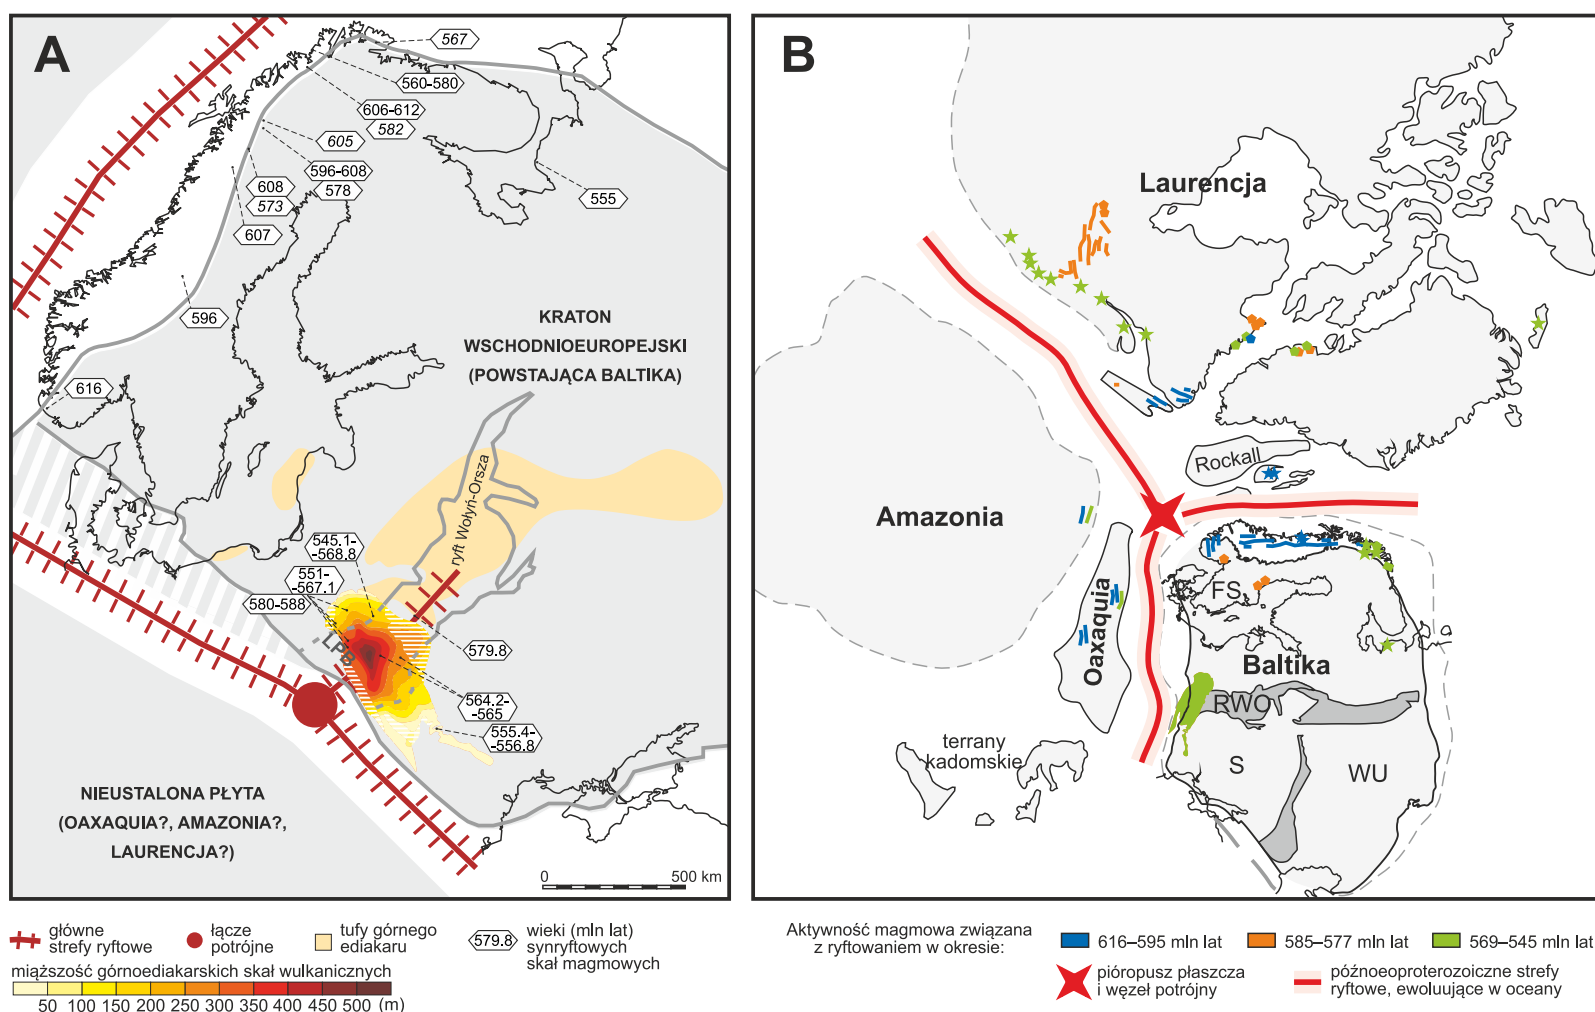 A
567
560-580
606-612
582
605
596-608
578
608
573
607
555
596
616
KRATON
WSCHODNIOEUROPEJSKI
(POWSTAJĄCA BALTIKA)
ryft Wołyń-Orsza
545.1-
-568.8
551-
-567.1
580-588
LPB
579.8
564.2-
-565
555.4-
-556.8
NIEUSTALONA PŁYTA
(OAXAQUIA?, AMAZONIA?,
LAURENCJA?)
0 500 km
główne
strefy ryftowe
łącze
potrójne
tufy górnego
ediakaru
579.8
wieki (mln lat)
synryftowych
skał magmowych
miąższość górnoediakarskich skał wulkanicznych
50 100 150 200 250 300 350 400 450 500 (m)
B
Laurencja
Rockall
Amazonia
Oaxaquia
FS
Baltika
RWO
terrany
kadomskie
S
WU
Aktywność magmowa związana
z ryftowaniem w okresie:
616–595 mln lat
585–577 mln lat
569–545 mln lat
pióropusz płaszcza
i węzeł potrójny
późnoeoproterozoiczne strefy
ryftowe, ewoluujące w oceany